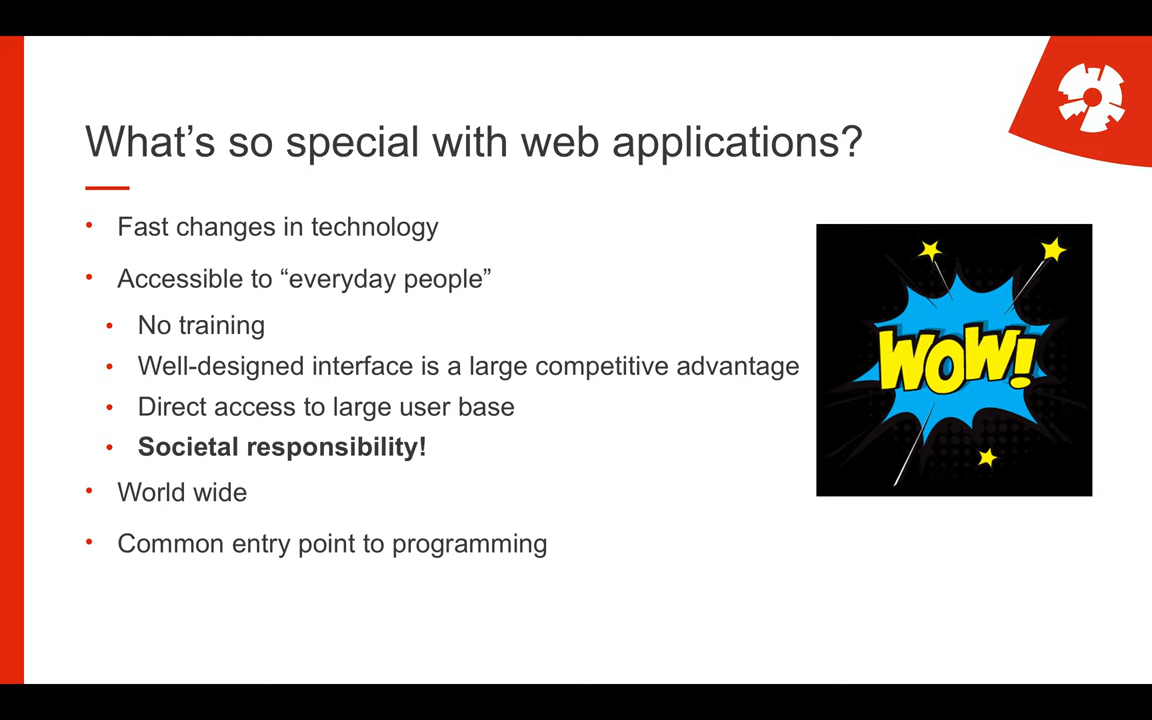 What’s so special with web applications?
• Fast changes in technology
• Accessible to “everyday people”
• No training
• Well-designed interface is a large competitive advantage
• Direct access to large user base
• Societal responsibility!
• World wide
• Common entry point to programming
WOW!